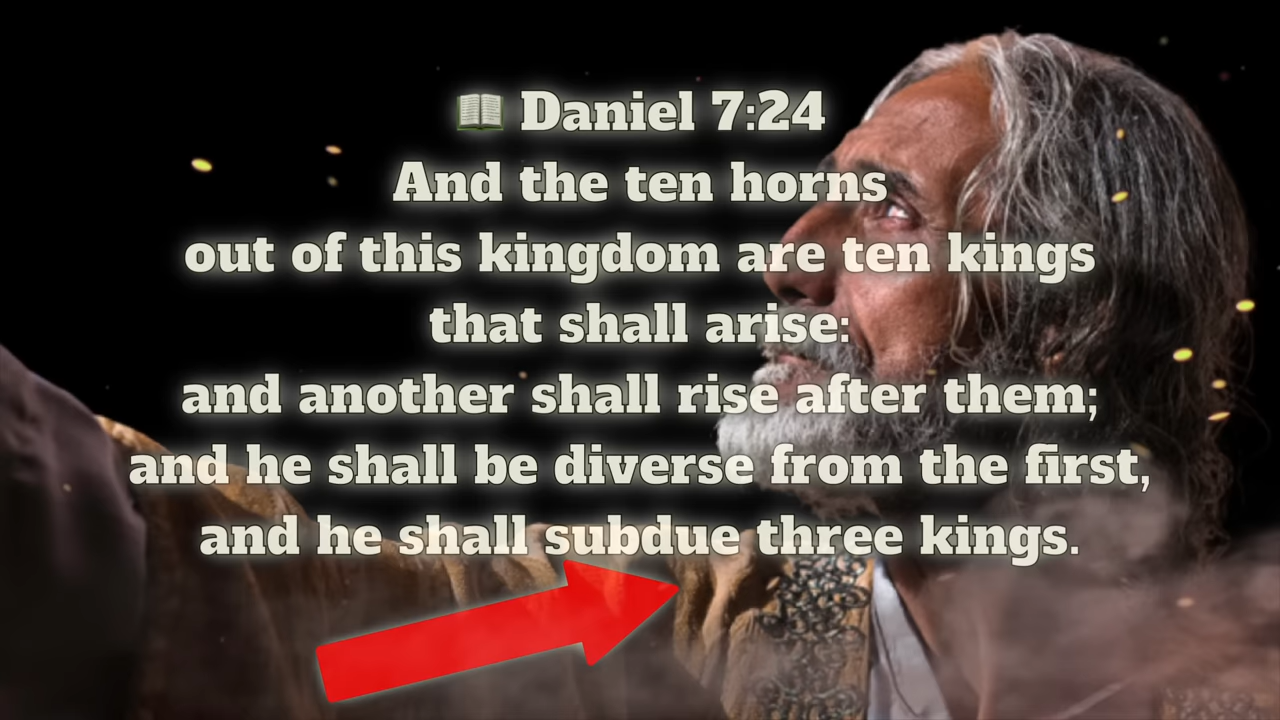 📖 Daniel 7:24
And the ten horns
out of this kingdom are ten kings
that shall arise:
and another shall rise after them;
and he shall be diverse from the first,
and he shall subdue three kings.